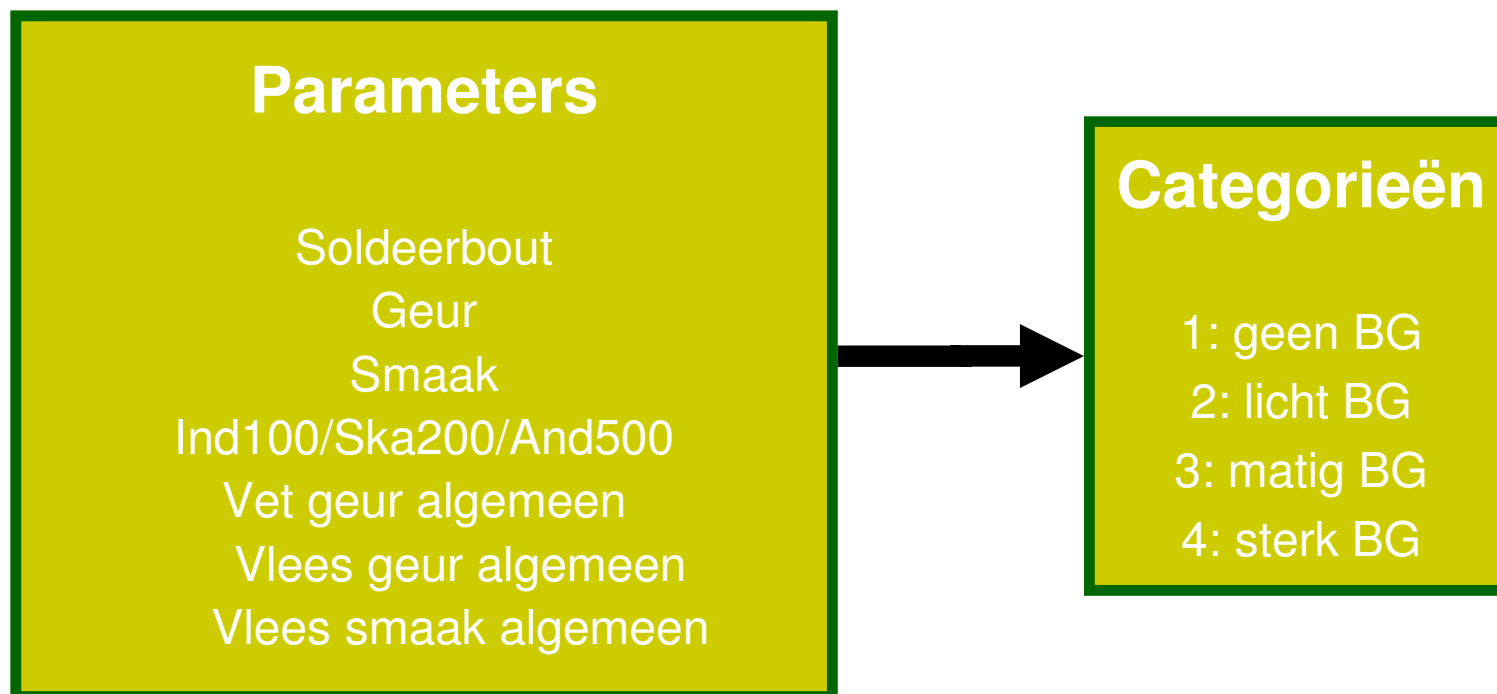 Parameters
Soldeerbout
Geur
Smaak
Ind100/Ska200/And500
Vet geur algemeen
Vlees geur algemeen
Vlees smaak algemeen
Categorieën
1: geen BG
2: licht BG
3: matig BG
4: sterk BG